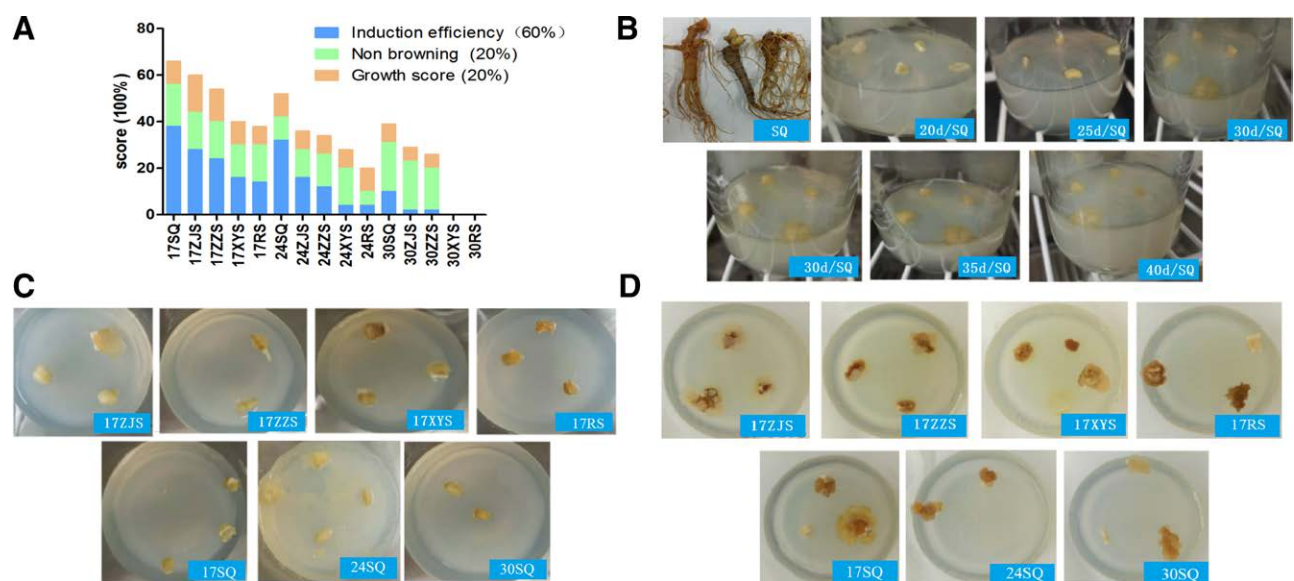 A
80
60
40
20
0
score (100%)
Induction efficiency （60%）
Non browning (20%)
Growth score (20%)
17SQ
17ZJS
17ZZS
17XYS
17RS
24SQ
24ZJS
24ZZS
24XYS
24RS
30SQ
30ZJS
30ZZS
30XYS
30RS
B
SQ
20d/SQ
25d/SQ
30d/SQ
30d/SQ
35d/SQ
40d/SQ
C
17ZJS
17ZZS
17XYS
17RS
17SQ
24SQ
30SQ
D
17ZJS
17ZZS
17XYS
17RS
17SQ
24SQ
30SQ